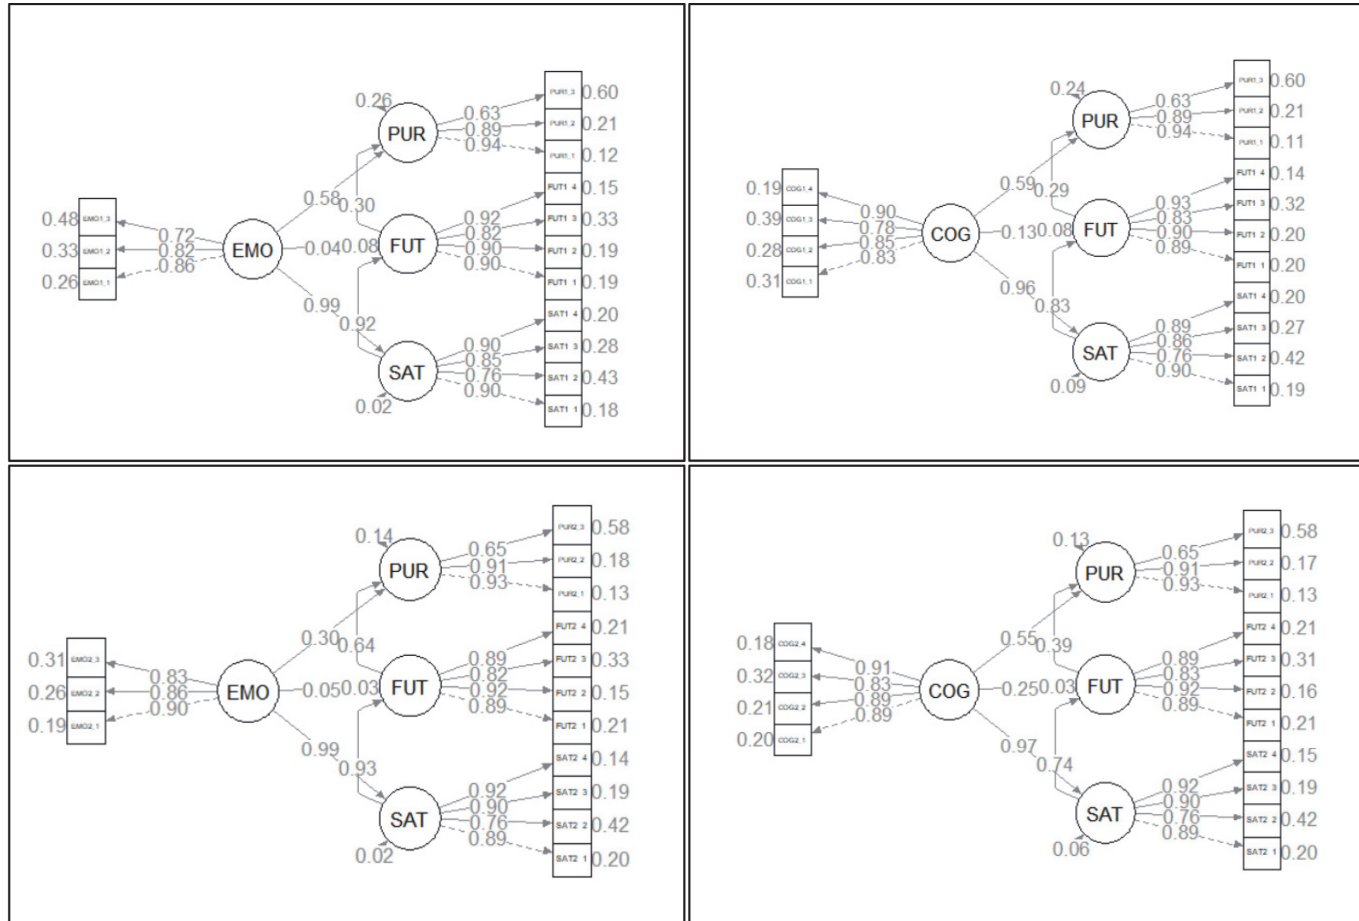 0.26
PUR
0.63
0.89
0.94
PUR1_3 0.60
PUR1_2 0.21
PUR1_1 0.12
0.58
0.30
0.48 EMO1_3
0.33 EMO1_2
0.26 EMO1_1
0.72
0.82
0.86
EMO
0.04
0.08
FUT
0.92
0.82
0.90
0.90
FUT1 4 0.15
FUT1 3 0.33
FUT1 2 0.19
FUT1 1 0.19
0.99
0.92
SAT
0.02
0.90
0.85
0.76
0.90
SAT1 4 0.20
SAT1 3 0.28
SAT1 2 0.43
SAT1 1 0.18
0.24
PUR
0.63
0.89
0.94
PUR1_3 0.60
PUR1_2 0.21
PUR1_1 0.11
0.59
0.29
0.19 COG1_4
0.39 COG1_3
0.28 COG1_2
0.31 COG1_1
0.90
0.78
0.85
0.83
COG
0.13
0.08
FUT
0.93
0.83
0.90
0.89
FUT1 4 0.14
FUT1 3 0.32
FUT1 2 0.20
FUT1 1 0.20
0.96
0.83
SAT
0.09
0.89
0.86
0.76
0.90
SAT1 4 0.20
SAT1 3 0.27
SAT1 2 0.42
SAT1 1 0.19
0.14
PUR
0.65
0.91
0.93
PUR2_3 0.58
PUR2_2 0.18
PUR2_1 0.13
0.30
0.64
0.31 EMO2_3
0.26 EMO2_2
0.19 EMO2_1
0.83
0.86
0.90
EMO
0.05
0.03
FUT
0.89
0.82
0.92
0.89
FUT2 4 0.21
FUT2 3 0.33
FUT2 2 0.15
FUT2 1 0.21
0.99
0.93
SAT
0.02
0.92
0.90
0.76
0.89
SAT2 4 0.14
SAT2 3 0.19
SAT2 2 0.42
SAT2 1 0.20
0.13
PUR
0.65
0.91
0.93
PUR2_3 0.58
PUR2_2 0.17
PUR2_1 0.13
0.55
0.39
0.18 COG2_4
0.32 COG2_3
0.21 COG2_2
0.20 COG2_1
0.91
0.83
0.89
0.89
COG
0.25
0.03
FUT
0.89
0.83
0.92
0.89
FUT2 4 0.21
FUT2 3 0.31
FUT2 2 0.16
FUT2 1 0.21
0.97
0.74
SAT
0.06
0.92
0.90
0.76
0.89
SAT2 4 0.15
SAT2 3 0.19
SAT2 2 0.42
SAT2 1 0.20